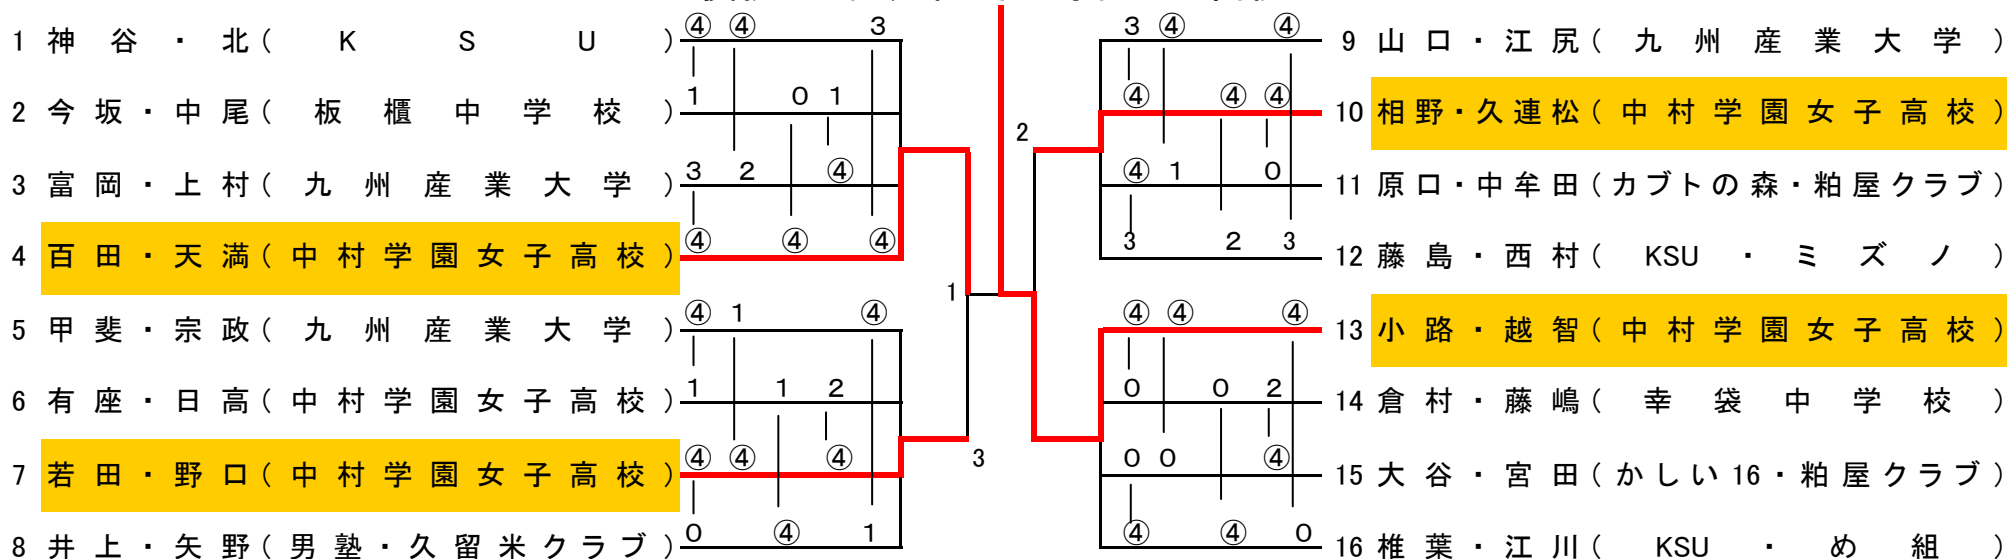 ④ ④ 3
1 神谷・北(KSU)
1 0 1
2 今坂・中尾(板櫃中学校)
3 2 ④
3 富岡・上村(九州産業大学)
④ ④ ④
4 百田・天満(中村学園女子高校)
④ 1 ④
5 甲斐・宗政(九州産業大学)
1 1 2
6 有座・日高(中村学園女子高校)
④ ④ ④
7 若田・野口(中村学園女子高校)
0 ④ 1
8 井上・矢野(男塾・久留米クラブ)
1
3
2
3 ④ ④
9 山口・江尻(九州産業大学)
④ ④ ④
10 相野・久連松(中村学園女子高校)
④ 1 0
11 原口・中牟田(カブトの森・粕屋クラブ)
3 2 3
12 藤島・西村(KSU・ミズノ)
④ ④ ④
13 小路・越智(中村学園女子高校)
0 0 2
14 倉村・藤嶋(幸袋中学校)
0 0 ④
15 大谷・宮田(かしい16・粕屋クラブ)
④ ④ 0
16 椎葉・江川(KSU・め組)